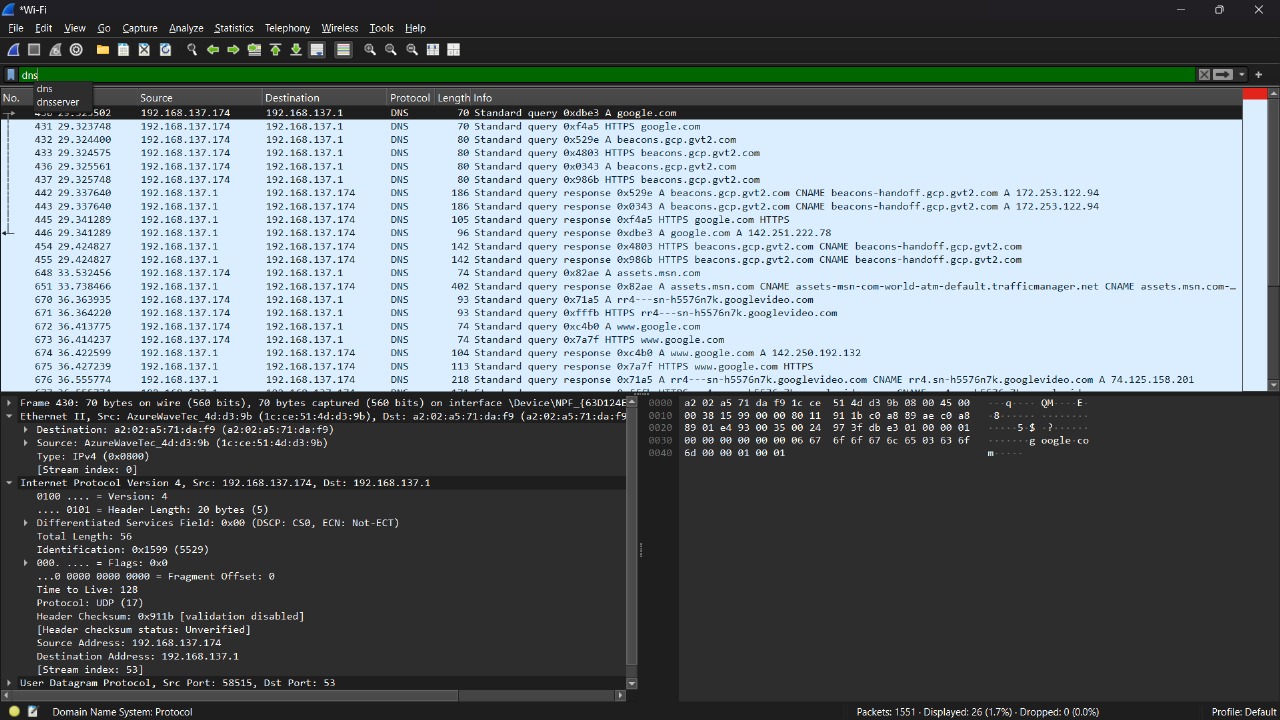 *Wi-Fi
File Edit View Go Capture Analyze Statistics Telephony Wireless Tools Help
dns
dns
dnsserver
No. Source Destination Protocol Length Info
192.168.137.174 192.168.137.1 DNS 70 Standard query 0xdbe3 A google.com
431 29.323748 192.168.137.174 192.168.137.1 DNS 70 Standard query 0xf4a5 HTTPS google.com
432 29.324400 192.168.137.174 192.168.137.1 DNS 80 Standard query 0x529e A beacons.gcp.gvt2.com
433 29.324575 192.168.137.174 192.168.137.1 DNS 80 Standard query 0x4803 HTTPS beacons.gcp.gvt2.com
436 29.325561 192.168.137.174 192.168.137.1 DNS 80 Standard query 0x0343 A beacons.gcp.gvt2.com
437 29.325748 192.168.137.174 192.168.137.1 DNS 80 Standard query 0x986b HTTPS beacons.gcp.gvt2.com
442 29.337640 192.168.137.1 192.168.137.174 DNS 186 Standard query response 0x529e A beacons.gcp.gvt2.com CNAME beacons-handoff.gcp.gvt2.com A 172.253.122.94
443 29.337640 192.168.137.1 192.168.137.174 DNS 186 Standard query response 0x0343 A beacons.gcp.gvt2.com CNAME beacons-handoff.gcp.gvt2.com A 172.253.122.94
445 29.341289 192.168.137.1 192.168.137.174 DNS 105 Standard query response 0xf4a5 HTTPS google.com HTTPS
446 29.341289 192.168.137.1 192.168.137.174 DNS 96 Standard query response 0xdbe3 A google.com A 142.251.222.78
454 29.424827 192.168.137.1 192.168.137.174 DNS 142 Standard query response 0x4803 HTTPS beacons.gcp.gvt2.com CNAME beacons-handoff.gcp.gvt2.com
455 29.424827 192.168.137.1 192.168.137.174 DNS 142 Standard query response 0x986b HTTPS beacons.gcp.gvt2.com CNAME beacons-handoff.gcp.gvt2.com
648 33.532456 192.168.137.174 192.168.137.1 DNS 74 Standard query 0x82ae A assets.msn.com
651 33.738466 192.168.137.1 192.168.137.174 DNS 402 Standard query response 0x82ae A assets.msn.com CNAME assets-msn-com-world-atm-default.trafficmanager.net CNAME assets.msn.com-…
670 36.363935 192.168.137.174 192.168.137.1 DNS 93 Standard query 0x71a5 A rr4---sn-h5576n7k.googlevideo.com
671 36.364220 192.168.137.174 192.168.137.1 DNS 93 Standard query 0xfffb HTTPS rr4---sn-h5576n7k.googlevideo.com
672 36.413775 192.168.137.174 192.168.137.1 DNS 74 Standard query 0xc4b0 A www.google.com
673 36.414237 192.168.137.174 192.168.137.1 DNS 74 Standard query 0x7a7f HTTPS www.google.com
674 36.422599 192.168.137.1 192.168.137.174 DNS 104 Standard query response 0xc4b0 A www.google.com A 142.250.192.132
675 36.427239 192.168.137.1 192.168.137.174 DNS 113 Standard query response 0x7a7f HTTPS www.google.com HTTPS
676 36.555774 192.168.137.1 192.168.137.174 DNS 218 Standard query response 0x71a5 A rr4---sn-h5576n7k.googlevideo.com CNAME rr4.sn-h5576n7k.googlevideo.com A 74.125.158.201
Frame 430: 70 bytes on wire (560 bits), 70 bytes captured (560 bits) on interface \Device\NPF_{63D124E
Ethernet II, Src: AzureWaveTec_4d:d3:9b (1c:ce:51:4d:d3:9b), Dst: a2:02:a5:71:da:f9 (a2:02:a5:71:da:f9
Destination: a2:02:a5:71:da:f9 (a2:02:a5:71:da:f9)
Source: AzureWaveTec_4d:d3:9b (1c:ce:51:4d:d3:9b)
Type: IPv4 (0x0800)
[Stream index: 0]
Internet Protocol Version 4, Src: 192.168.137.174, Dst: 192.168.137.1
0100 .... = Version: 4
.... 0101 = Header Length: 20 bytes (5)
Differentiated Services Field: 0x00 (DSCP: CS0, ECN: Not-ECT)
Total Length: 56
Identification: 0x1599 (5529)
000. .... = Flags: 0x0
...0 0000 0000 0000 = Fragment Offset: 0
Time to Live: 128
Protocol: UDP (17)
Header Checksum: 0x911b [validation disabled]
[Header checksum status: Unverified]
Source Address: 192.168.137.174
Destination Address: 192.168.137.1
[Stream index: 53]
User Datagram Protocol, Src Port: 58515, Dst Port: 53
0000 a2 02 a5 71 da f9 1c ce 51 4d d3 9b 08 00 45 00 ···q···· QM····E·
0010 00 38 15 99 00 00 80 11 91 1b c0 a8 89 ae c0 a8 ·8······ ········
0020 89 01 e4 93 00 35 00 24 97 3f db e3 01 00 00 01 ·····5·$ ·?······
0030 00 00 00 00 00 00 06 67 6f 6f 67 6c 65 03 63 6f ·······g oogle·co
0040 6d 00 00 01 00 01 m·····
Domain Name System: Protocol
Packets: 1551 · Displayed: 26 (1.7%) · Dropped: 0 (0.0%)
Profile: Default